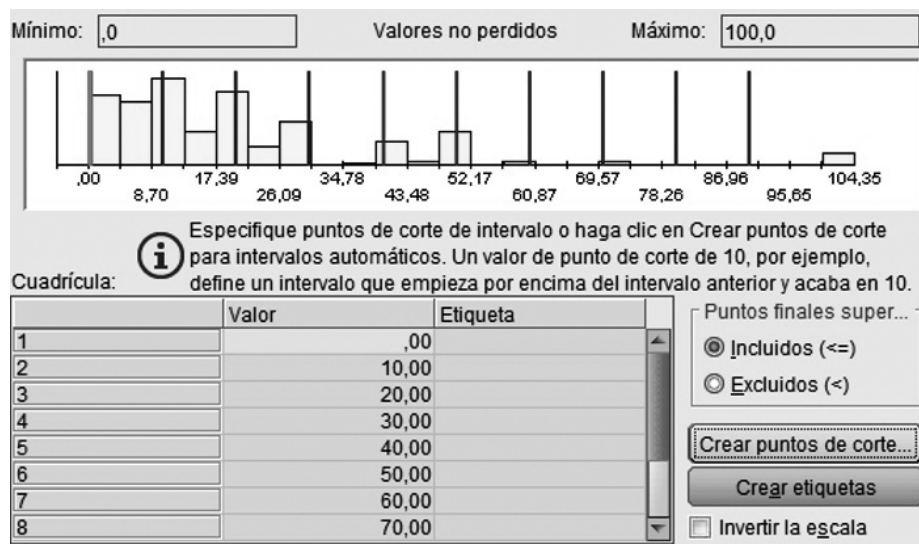 Mínimo: ,0 Valores no perdidos Máximo: 100,0
,00 17,39 34,78 52,17 69,57 86,96 104,35
8,70 26,09 43,48 60,87 78,26 95,65
Especifique puntos de corte de intervalo o haga clic en Crear puntos de corte
para intervalos automáticos. Un valor de punto de corte de 10, por ejemplo,
define un intervalo que empieza por encima del intervalo anterior y acaba en 10.
Cuadrícula:
Valor Etiqueta
1 ,00
2 10,00
3 20,00
4 30,00
5 40,00
6 50,00
7 60,00
8 70,00
Puntos finales super...
Incluidos (<=)
Excluidos (<)
Crear puntos de corte...
Crear etiquetas
Invertir la escala